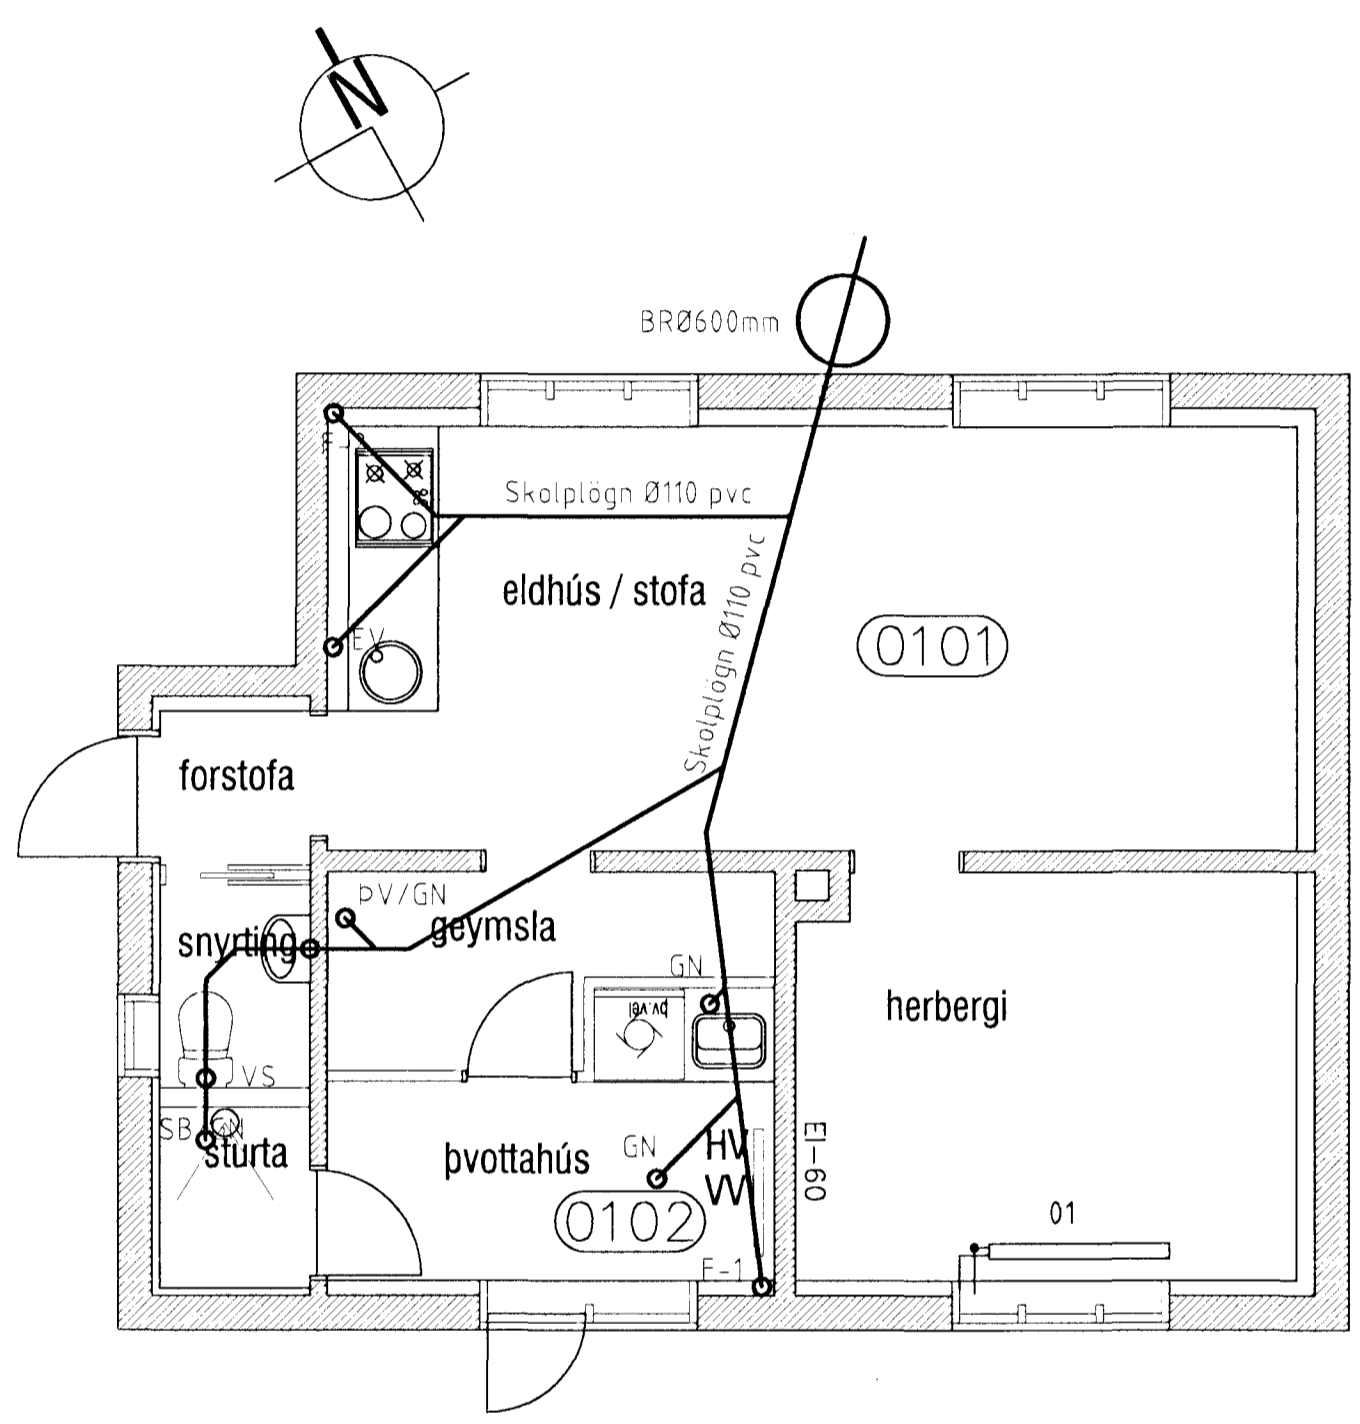 N
BRØ600mm
Skolplögn Ø110 pvc
eldhús / stofa
Skolplögn Ø110 pvc
0101
EV
forstofa
ÞV/GN
snyrting
geymsla
GN
þv.vél
herbergi
VS
SB/GN
sturta
þvottahús
GN
HV
VV
EI-60
0102
01
F-1